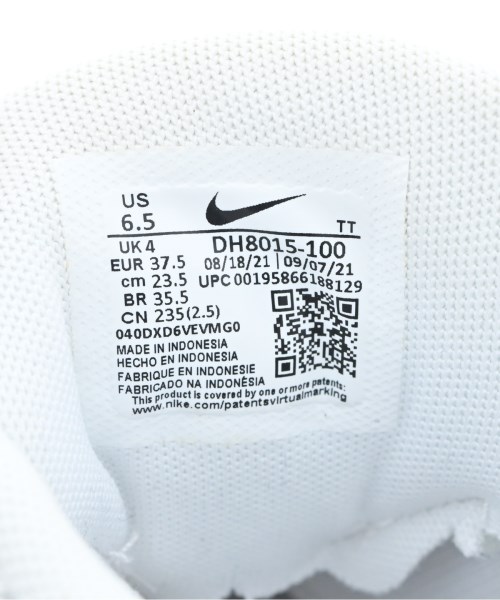 US
6.5
TT
UK 4
DH8015-100
EUR 37.5
08/18/21 | 09/07/21
cm 23.5
UPC 00195866188129
BR 35.5
CN 235(2.5)
040DXD6VEVMG0
MADE IN INDONESIA
HECHO EN INDONESIA
FABRIQUE EN INDONESIE
FABRICADO NA INDONÉSIA
This product is covered by one or more patents:
www.nike.com/patentsvirtualmarking